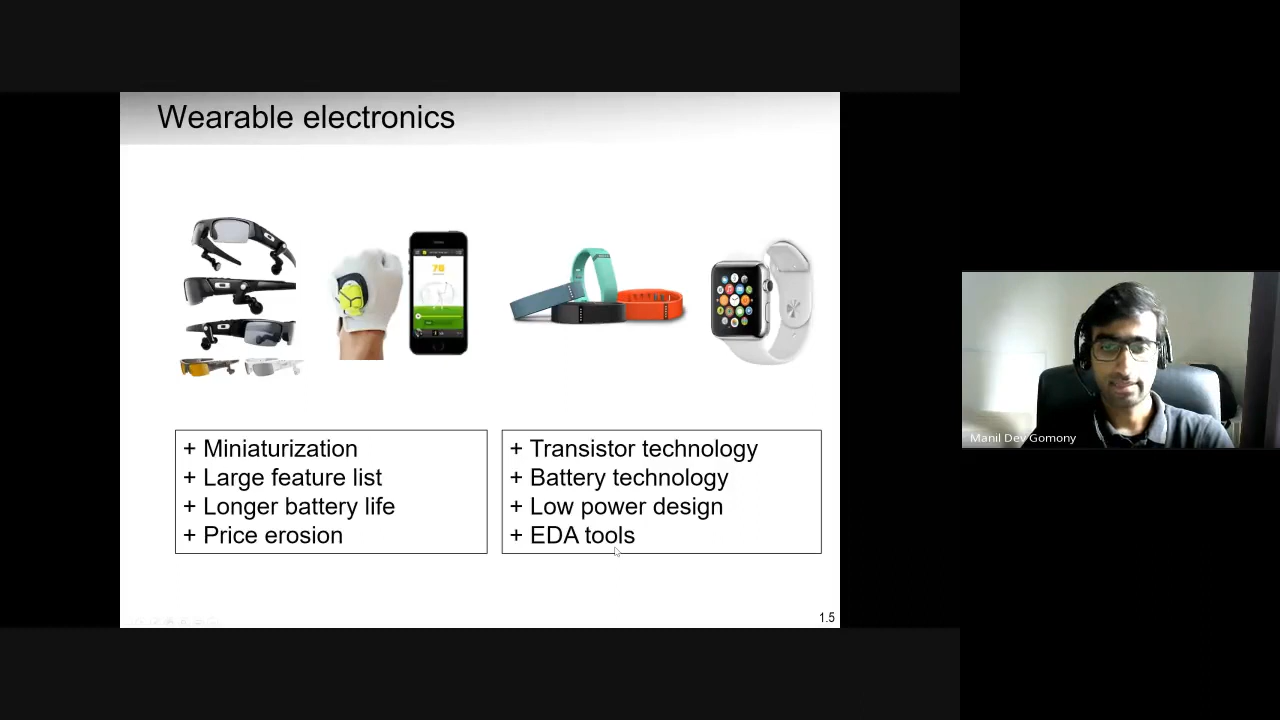 Wearable electronics
78
+ Miniaturization
+ Large feature list
+ Longer battery life
+ Price erosion
+ Transistor technology
+ Battery technology
+ Low power design
+ EDA tools
1.5
Manil Dev Gomony